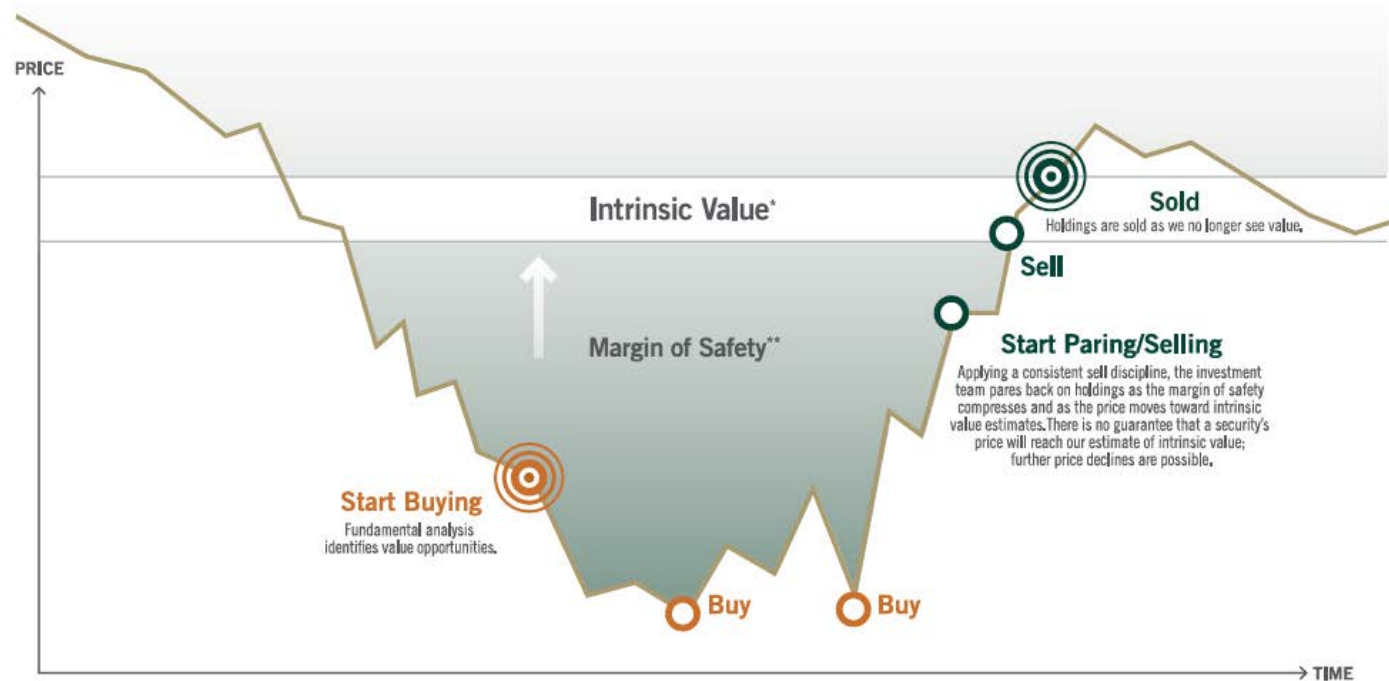 PRICE
Intrinsic Value*
Sold
Holdings are sold as we no longer see value.
Sell
Margin of Safety**
Start Paring/Selling
Applying a consistent sell discipline, the investment
team pares back on holdings as the margin of safety
compresses and as the price moves toward intrinsic
value estimates.There is no guarantee that a security's
price will reach our estimate of intrinsic value;
further price declines are possible.
Start Buying
Fundamental analysis
identifies value opportunities.
Buy
Buy
TIME